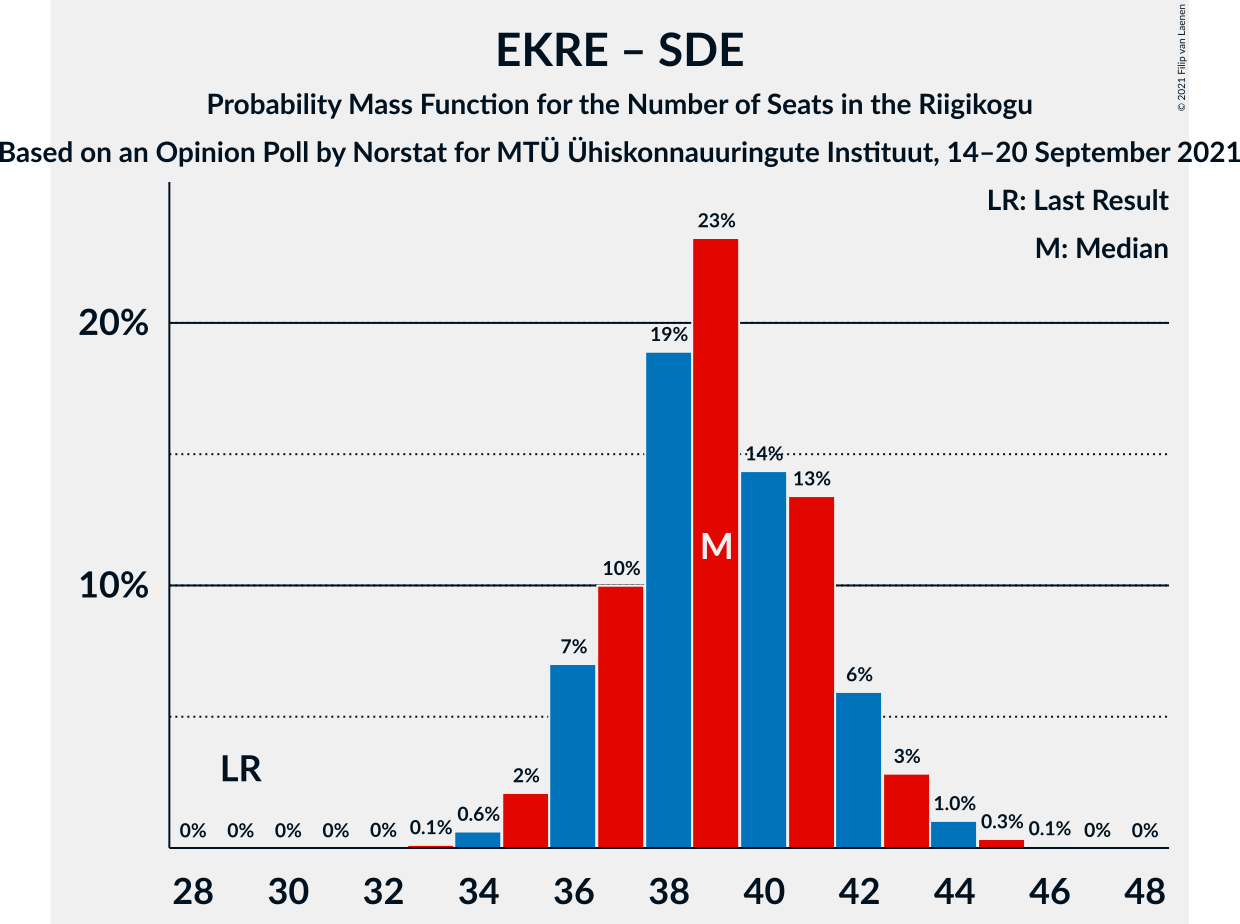 EKRE – SDE
Probability Mass Function for the Number of Seats in the Riigikogu
Based on an Opinion Poll by Norstat for MTÜ Ühiskonnauuringute Instituut, 14–20 September 2021
© 2021 Filip van Laenen
LR: Last Result
M: Median
23%
20%
19%
14%
13%
M
10%
10%
7%
6%
LR
3%
2%
1.0%
0.6%
0.3%
0% 0% 0% 0% 0% 0.1% 0.1% 0% 0%
28 30 32 34 36 38 40 42 44 46 48